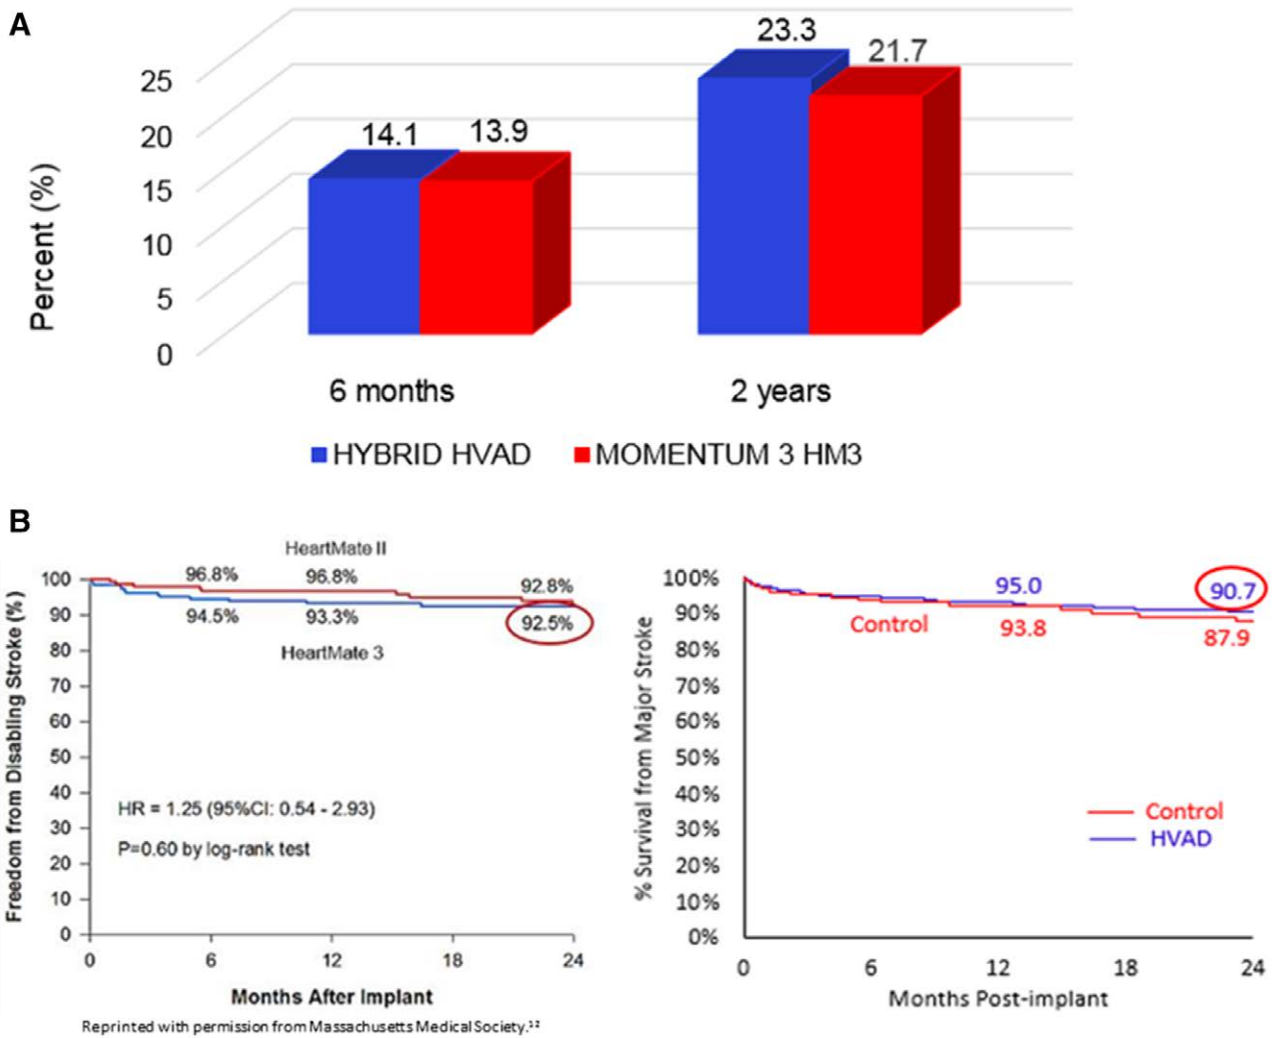 A
23.3
21.7
14.1
13.9
25
20
15
10
5
0
Percent (%)
6 months
2 years
HYBRID HVAD
MOMENTUM 3 HM3
B
HeartMate II
96.8%
96.8%
92.8%
94.5%
93.3%
92.5%
HeartMate 3
100
90
80
70
60
50
40
30
20
10
0
Freedom from Disabling Stroke (%)
HR = 1.25 (95%CI: 0.54 - 2.93)
P=0.60 by log-rank test
0
6
12
18
24
Months After Implant
Reprinted with permission from Massachusetts Medical Society.¹²
100%
90%
80%
70%
60%
50%
40%
30%
20%
10%
0%
% Survival from Major Stroke
95.0
90.7
Control
93.8
87.9
Control
HVAD
0
6
12
18
24
Months Post-implant